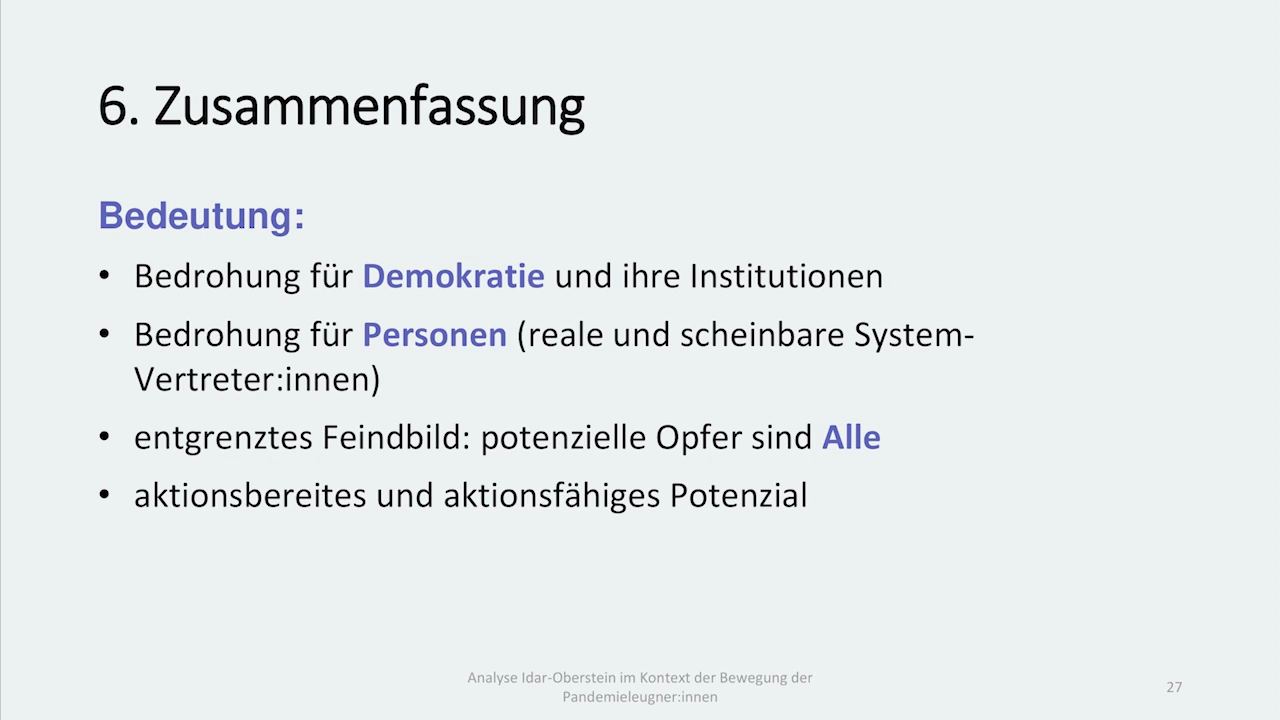 6. Zusammenfassung
Bedeutung:
• Bedrohung für Demokratie und ihre Institutionen
• Bedrohung für Personen (reale und scheinbare System-
Vertreter:innen)
• entgrenztes Feindbild: potenzielle Opfer sind Alle
• aktionsbereites und aktionsfähiges Potenzial
Analyse Idar-Oberstein im Kontext der Bewegung der
Pandemieleugner:innen
27